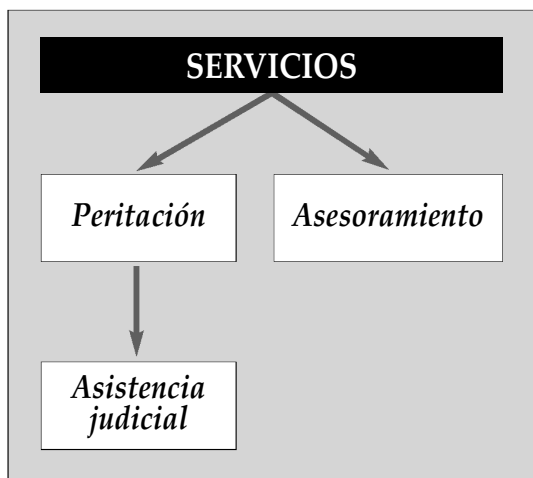 SERVICIOS
Peritación
Asesoramiento
Asistencia
judicial